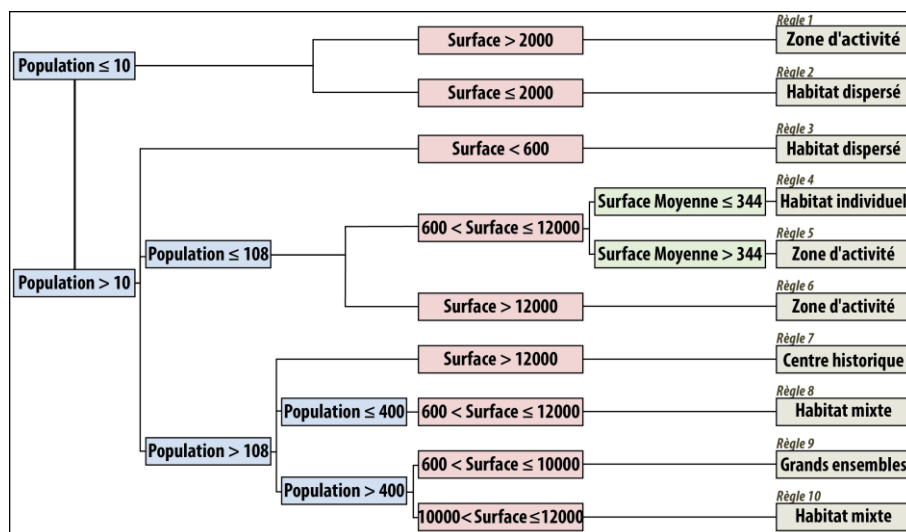 Règle 1
Surface > 2000
Zone d'activité
Population ≤ 10
Règle 2
Surface ≤ 2000
Habitat dispersé
Règle 3
Surface < 600
Habitat dispersé
Règle 4
Surface Moyenne ≤ 344
Habitat individuel
600 < Surface ≤ 12000
Règle 5
Population ≤ 108
Surface Moyenne > 344
Zone d'activité
Population > 10
Règle 6
Surface > 12000
Zone d'activité
Règle 7
Surface > 12000
Centre historique
Règle 8
Population ≤ 400
600 < Surface ≤ 12000
Habitat mixte
Population > 108
Règle 9
600 < Surface ≤ 10000
Grands ensembles
Population > 400
Règle 10
10000< Surface ≤12000
Habitat mixte